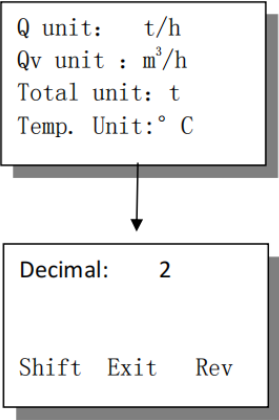 Q unit:   t/h
Qv unit : m³/h
Total unit: t
Temp. Unit:° C
Decimal:   2
Shift  Exit   Rev